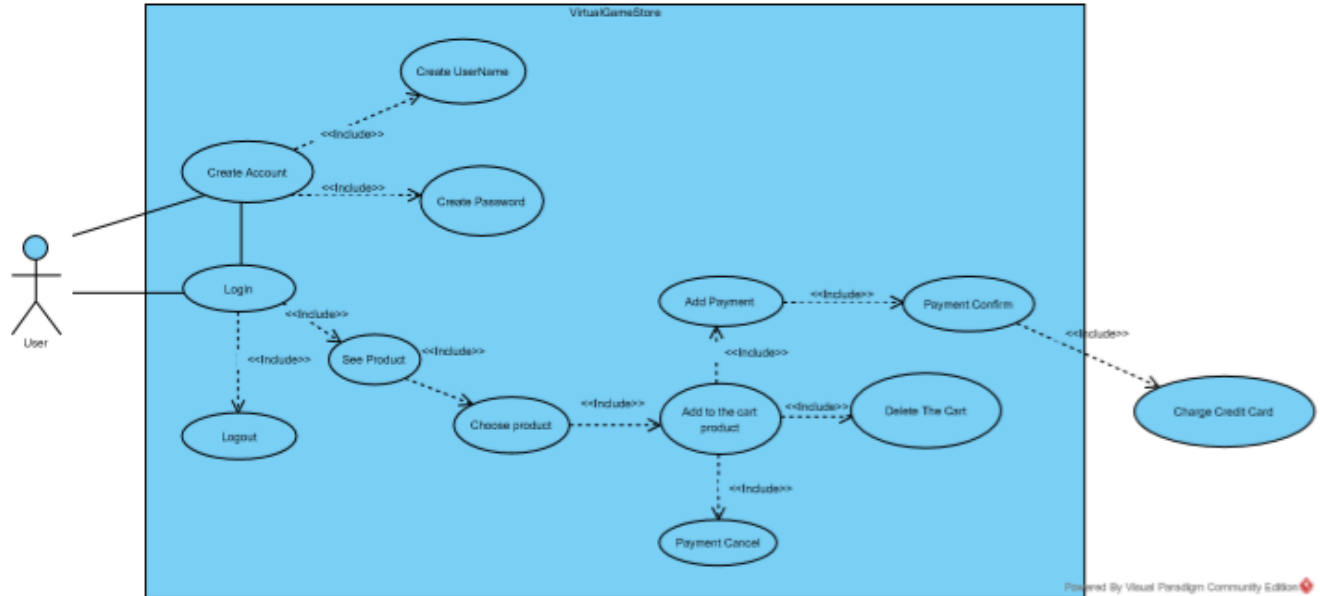 VirtualGameStore
Create UserName
<<Include>>
Create Account
<<Include>>
Create Password
User
Login
<<Include>>
<<Include>>
See Product
<<Include>>
Logout
Choose product
<<Include>>
Add to the cart
product
<<Include>>
Add Payment
<<Include>>
Payment Confirm
<<Include>>
Charge Credit Card
<<Include>>
Delete The Cart
<<Include>>
Payment Cancel
Powered By Visual Paradigm Community Edition